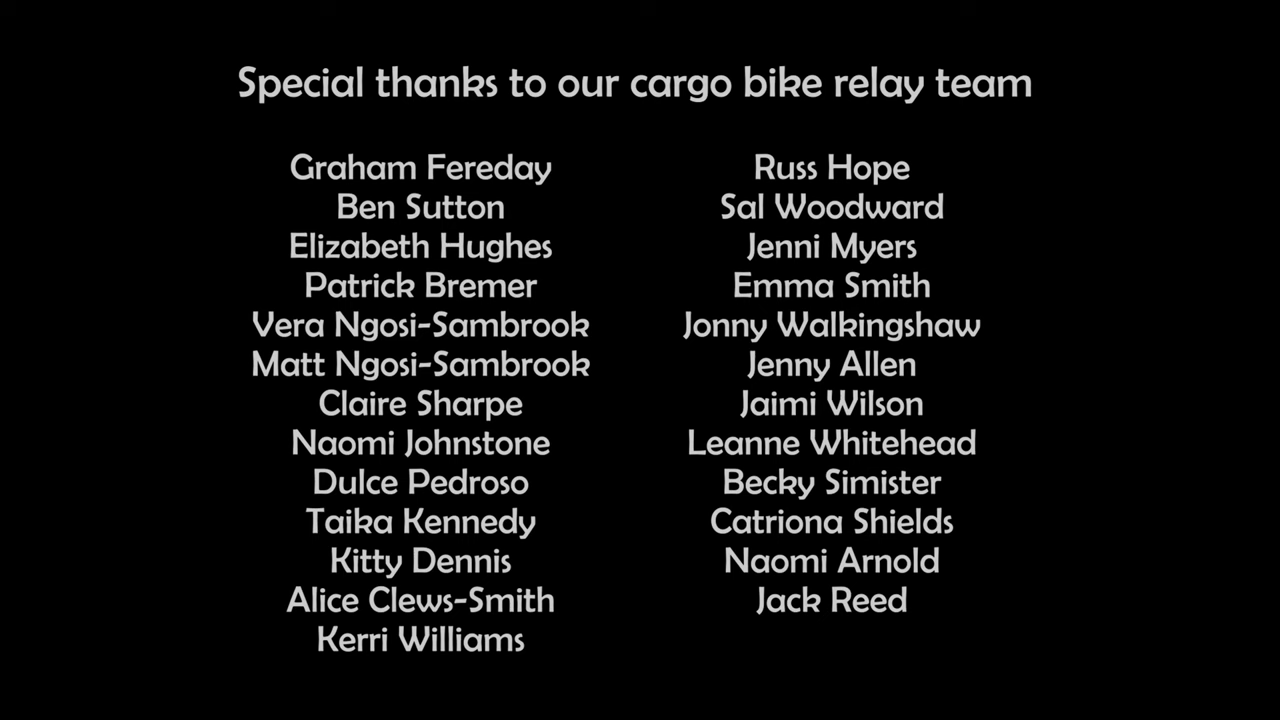 Special thanks to our cargo bike relay team
Graham Fereday
Ben Sutton
Elizabeth Hughes
Patrick Bremer
Vera Ngosi-Sambrook
Matt Ngosi-Sambrook
Claire Sharpe
Naomi Johnstone
Dulce Pedroso
Taika Kennedy
Kitty Dennis
Alice Clews-Smith
Kerri Williams
Russ Hope
Sal Woodward
Jenni Myers
Emma Smith
Jonny Walkingshaw
Jenny Allen
Jaimi Wilson
Leanne Whitehead
Becky Simister
Catriona Shields
Naomi Arnold
Jack Reed